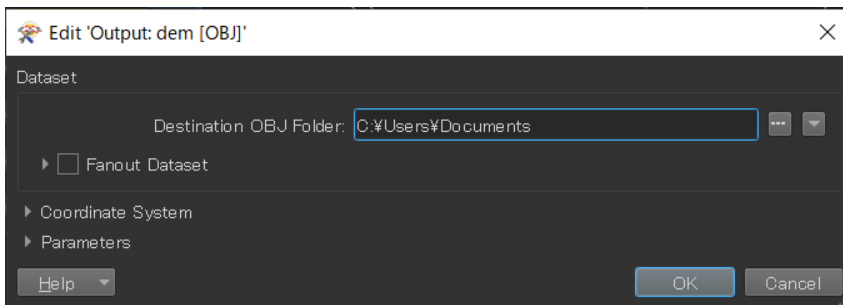 Edit 'Output: dem [OBJ]'
Dataset
Destination OBJ Folder: C:¥Users¥Documents
Fanout Dataset
Coordinate System
Parameters
Help OK Cancel